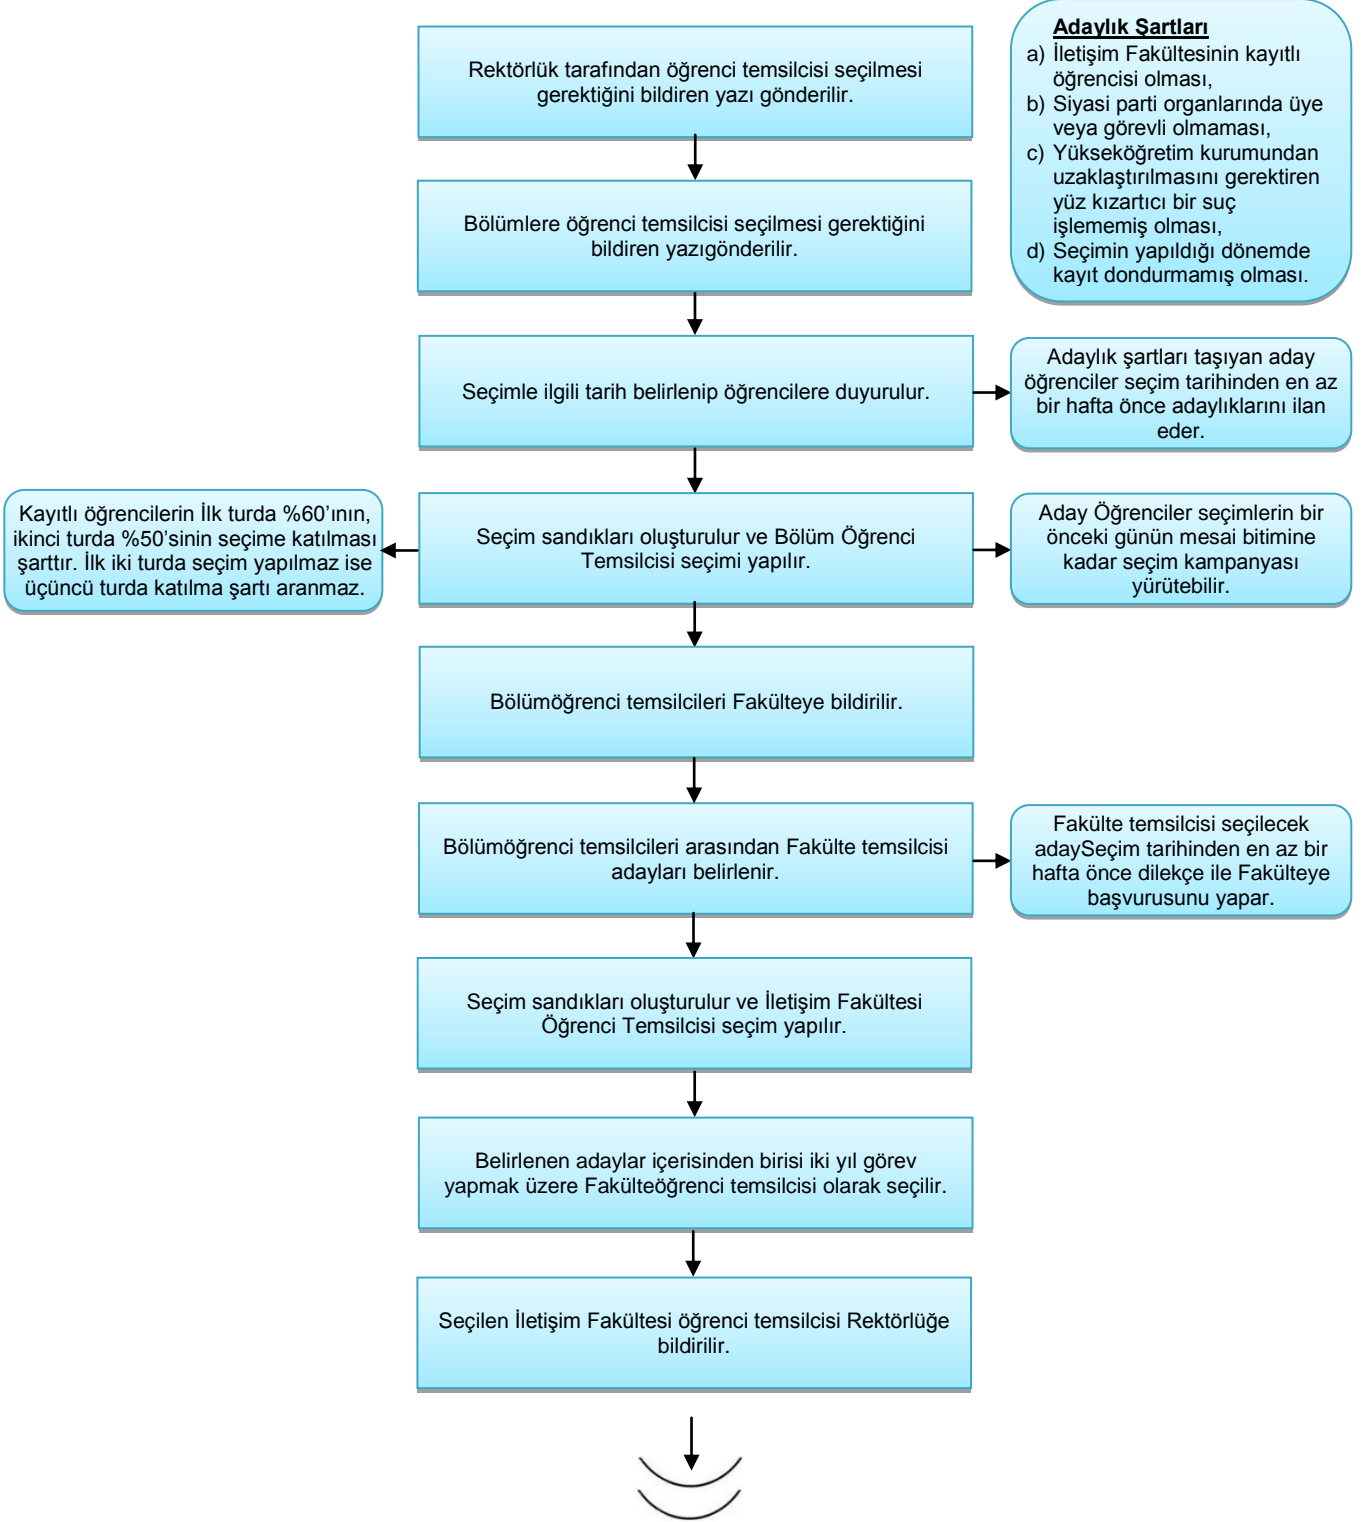 Adaylık Şartları
a) İletişim Fakültesinin kayıtlı
öğrencisi olması,
b) Siyasi parti organlarında üye
veya görevli olmaması,
c) Yükseköğretim kurumundan
uzaklaştırılmasını gerektiren
yüz kızartıcı bir suç
işlememiş olması,
d) Seçimin yapıldığı dönemde
kayıt dondurmamış olması.
Rektörlük tarafından öğrenci temsilcisi seçilmesi
gerektiğini bildiren yazı gönderilir.
Bölümlere öğrenci temsilcisi seçilmesi gerektiğini
bildiren yazıgönderilir.
Seçimle ilgili tarih belirlenip öğrencilere duyurulur.
Adaylık şartları taşıyan aday
öğrenciler seçim tarihinden en az
bir hafta önce adaylıklarını ilan
eder.
Kayıtlı öğrencilerin İlk turda %60’ının,
ikinci turda %50’sinin seçime katılması
şarttır. İlk iki turda seçim yapılmaz ise
üçüncü turda katılma şartı aranmaz.
Seçim sandıkları oluşturulur ve Bölüm Öğrenci
Temsilcisi seçimi yapılır.
Aday Öğrenciler seçimlerin bir
önceki günün mesai bitimine
kadar seçim kampanyası
yürütebilir.
Bölümöğrenci temsilcileri Fakülteye bildirilir.
Bölümöğrenci temsilcileri arasından Fakülte temsilcisi
adayları belirlenir.
Fakülte temsilcisi seçilecek
adaySeçim tarihinden en az bir
hafta önce dilekçe ile Fakülteye
başvurusunu yapar.
Seçim sandıkları oluşturulur ve İletişim Fakültesi
Öğrenci Temsilcisi seçim yapılır.
Belirlenen adaylar içerisinden birisi iki yıl görev
yapmak üzere Fakülteöğrenci temsilcisi olarak seçilir.
Seçilen İletişim Fakültesi öğrenci temsilcisi Rektörlüğe
bildirilir.